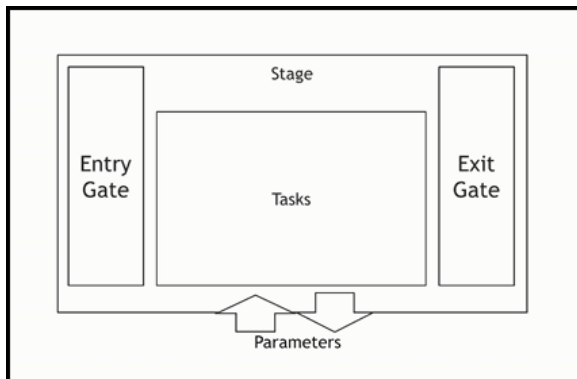 Stage
Entry
Gate
Tasks
Exit
Gate
Parameters